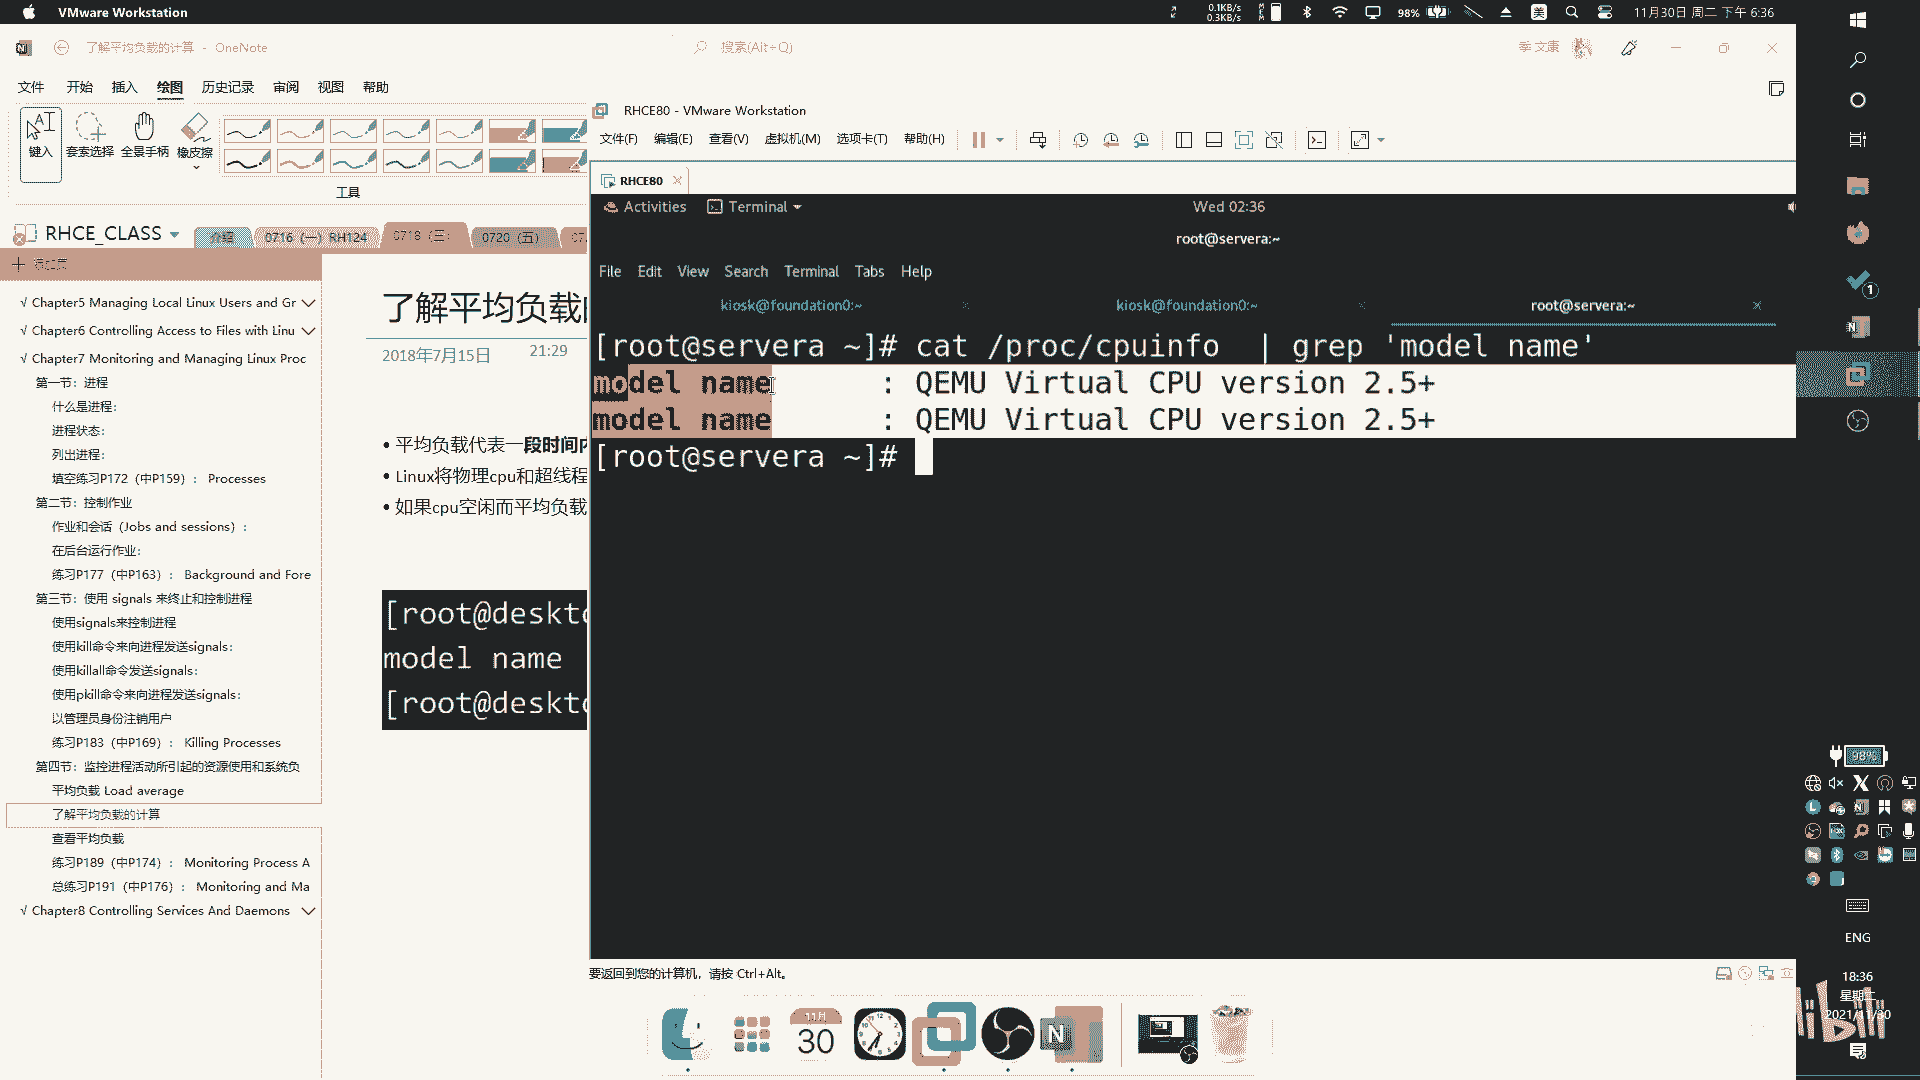 VMware Workstation
0.1KB/s
0.3KB/s
98%
美
11月30日 周二 下午 6:36
了解平均负载的计算 - OneNote
搜索(Alt+Q)
季 文康
文件 开始 插入 绘图 历史记录 审阅 视图 帮助
键入 套索选择 全景手柄 橡皮擦
工具
RHCE_CLASS
介绍 0716（一）RH124 0718（三: 0720（五） 07
添加页
√ Chapter5 Managing Local Linux Users and Gr
√ Chapter6 Controlling Access to Files with Linu
√ Chapter7 Monitoring and Managing Linux Proc
第一节：进程
什么是进程：
进程状态：
列出进程：
填空练习P172（中P159）： Processes
第二节：控制作业
作业和会话（Jobs and sessions）：
在后台运行作业：
练习P177（中P163）： Background and Fore
第三节：使用 signals 来终止和控制进程
使用signals来控制进程
使用kill命令来向进程发送signals：
使用killall命令发送signals：
使用pkill命令来向进程发送signals：
以管理员身份注销用户
练习P183（中P169）： Killing Processes
第四节：监控进程活动所引起的资源使用和系统负
平均负载 Load average
了解平均负载的计算
查看平均负载
练习P189（中P174）： Monitoring Process A
总练习P191（中P176）： Monitoring and Ma
√ Chapter8 Controlling Services And Daemons
了解平均负载
2018年7月15日 21:29
• 平均负载代表一段时间内
• Linux将物理cpu和超线程
• 如果cpu空闲而平均负载
[root@deskto
model name
[root@deskto
RHCE80 - VMware Workstation
文件(F) 编辑(E) 查看(V) 虚拟机(M) 选项卡(T) 帮助(H)
RHCE80
Activities Terminal
Wed 02:36
root@servera:~
File Edit View Search Terminal Tabs Help
kiosk@foundation0:~ kiosk@foundation0:~ root@servera:~
[root@servera ~]# cat /proc/cpuinfo  | grep 'model name'
model name      : QEMU Virtual CPU version 2.5+
model name      : QEMU Virtual CPU version 2.5+
[root@servera ~]#
要返回到您的计算机，请按 Ctrl+Alt。
11月
30
N
1
98%
ENG
18:36
星期二
2021/11/30